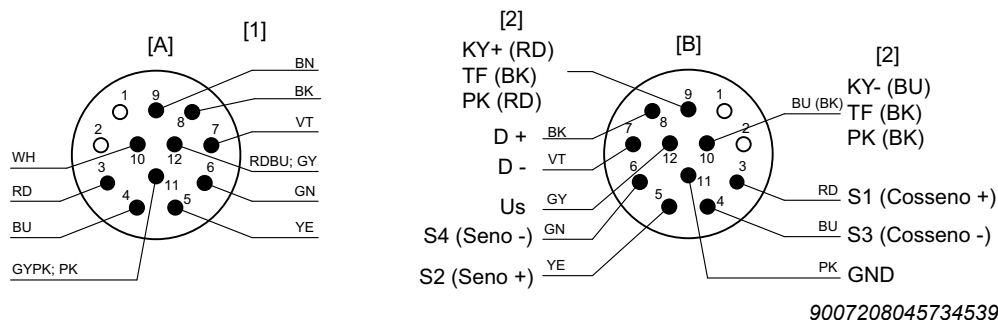 [A]
[1]
BN
BK
VT
RDBU; GY
GN
YE
WH
RD
BU
GYPK; PK
1
9
8
2
7
10
12
3
11
6
4
5
[2]
KY+ (RD)
TF (BK)
PK (RD)
[B]
[2]
KY- (BU)
TF (BK)
PK (BK)
BU (BK)
D + BK
D - VT
Us GY
S4 (Seno -) GN
S2 (Seno +) YE
9
1
8
7
2
12
10
6
11
3
5
4
RD S1 (Cosseno +)
BU S3 (Cosseno -)
PK GND
9007208045734539